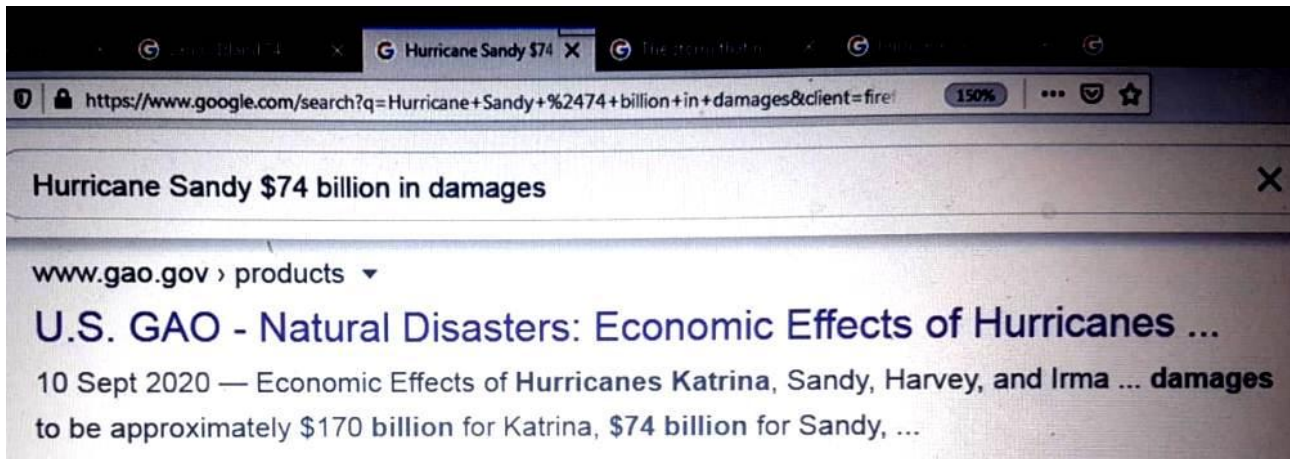 Hurricane Sandy $74
https://www.google.com/search?q=Hurricane+Sandy+%2474+billion+in+damages&client=firef 150%
Hurricane Sandy $74 billion in damages
www.gao.gov › products
U.S. GAO - Natural Disasters: Economic Effects of Hurricanes ...
10 Sept 2020 — Economic Effects of Hurricanes Katrina, Sandy, Harvey, and Irma ... damages
to be approximately $170 billion for Katrina, $74 billion for Sandy, ...